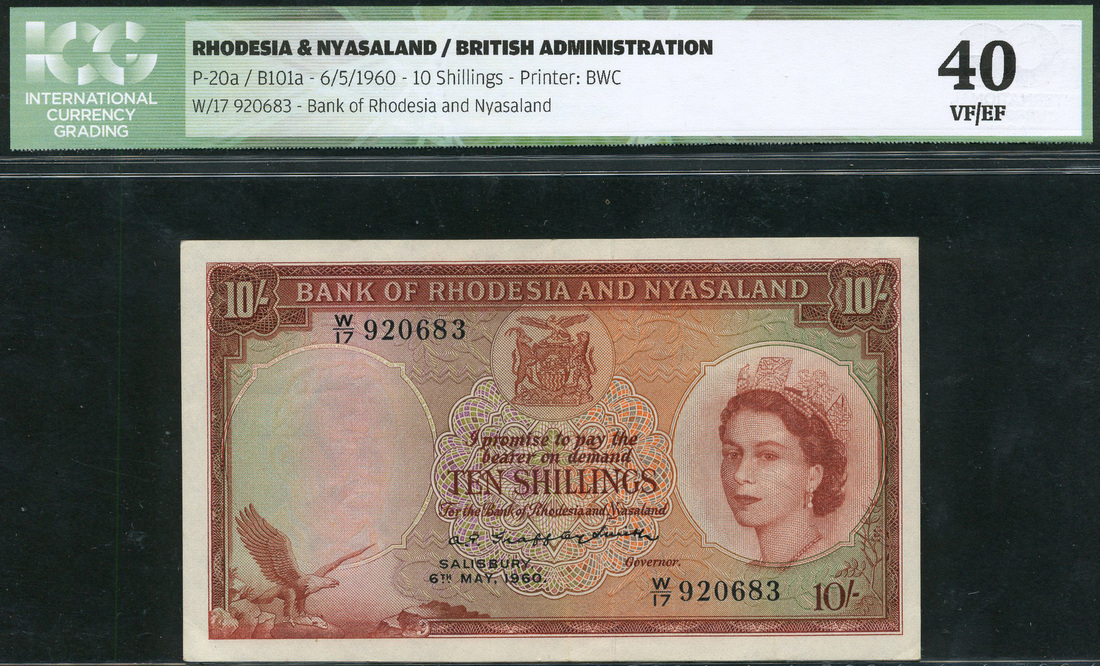 ICG
INTERNATIONAL
CURRENCY
GRADING
RHODESIA & NYASALAND / BRITISH ADMINISTRATION
P-20a / B101a - 6/5/1960 - 10 Shillings - Printer: BWC
W/17 920683 - Bank of Rhodesia and Nyasaland
40
VF/EF
10/- BANK OF RHODESIA AND NYASALAND 10/-
W/17 920683
I promise to pay the
bearer on demand
TEN SHILLINGS
For the Bank of Rhodesia and Nyasaland
SALISBURY,
Governor.
6TH MAY, 1960.
W/17 920683 10/-